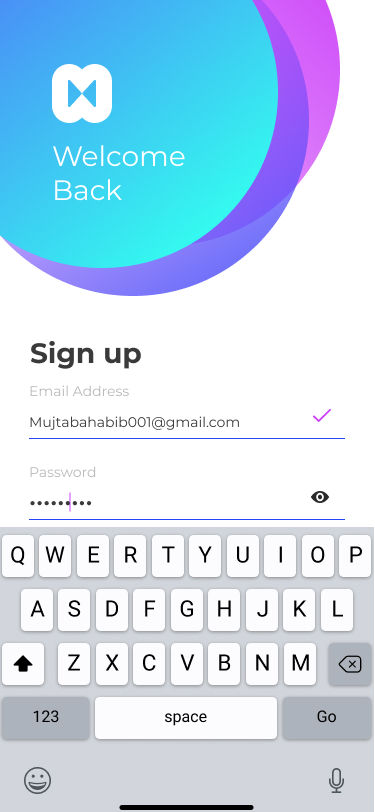 Welcome
Back
Sign up
Email Address
Mujtabahabib001@gmail.com
Password
•••••••••
Q W E R T Y U I O P
A S D F G H J K L
Z X C V B N M
123 space Go